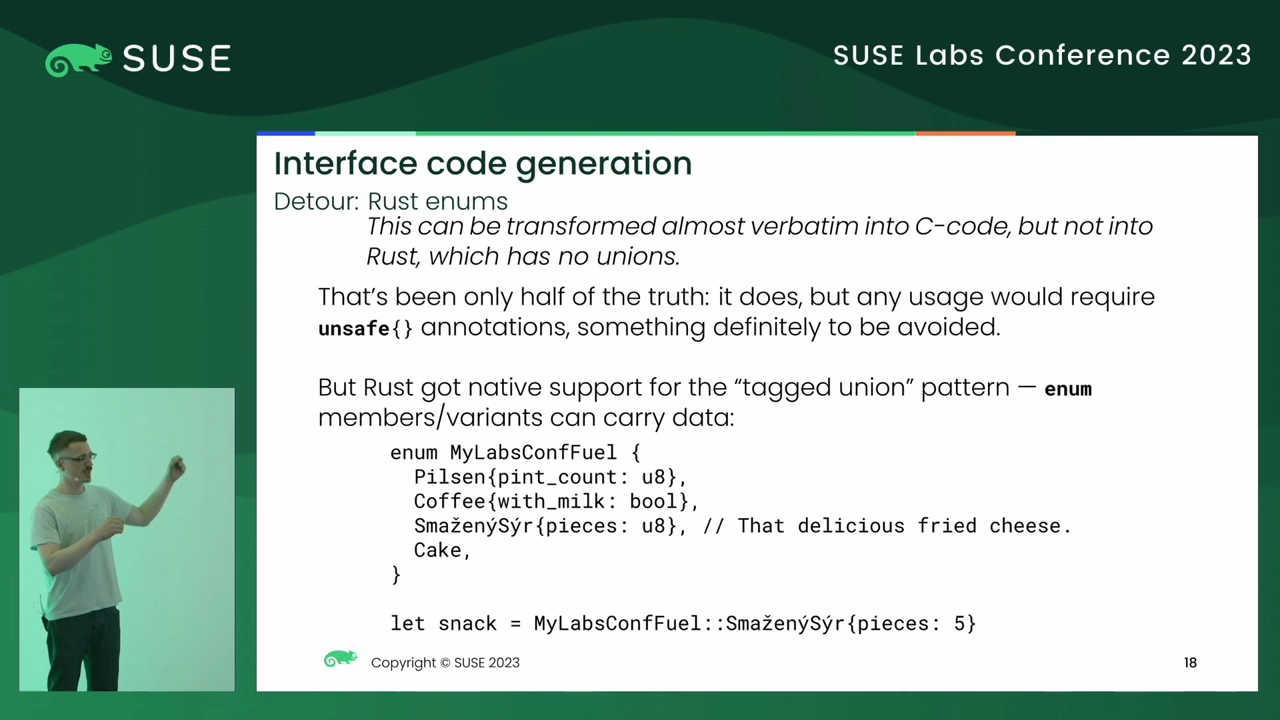 SUSE
SUSE Labs Conference 2023
Interface code generation
Detour: Rust enums
This can be transformed almost verbatim into C-code, but not into
Rust, which has no unions.
That's been only half of the truth: it does, but any usage would require
unsafe{} annotations, something definitely to be avoided.
But Rust got native support for the “tagged union” pattern — enum
members/variants can carry data:
enum MyLabsConfFuel {
Pilsen{pint_count: u8},
Coffee{with_milk: bool},
SmaženýSýr{pieces: u8}, // That delicious fried cheese.
Cake,
}
let snack = MyLabsConfFuel::SmaženýSýr{pieces: 5}
Copyright © SUSE 2023
18